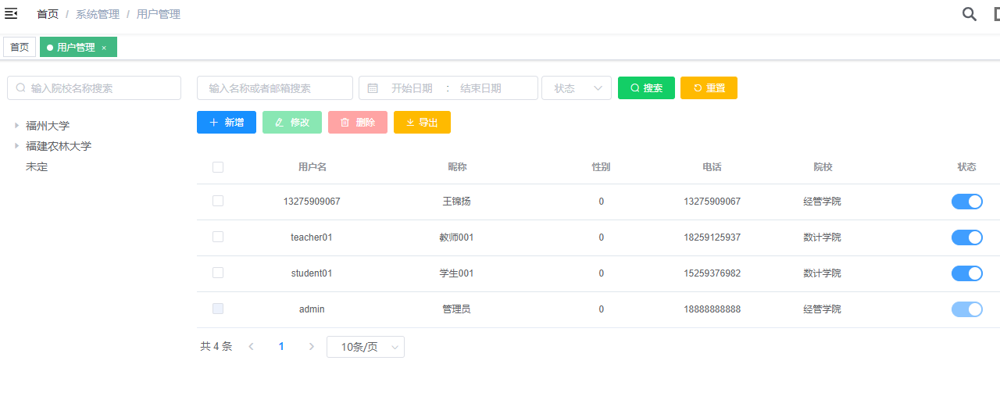 首页 / 系统管理 / 用户管理
首页 用户管理 ×
输入院校名称搜索 输入名称或者邮箱搜索 开始日期 : 结束日期 状态 搜索 重置
新增 修改 删除 导出
福州大学
福建农林大学
未定
用户名 昵称 性别 电话 院校 状态
13275909067 王锦扬 0 13275909067 经管学院
teacher01 教师001 0 18259125937 数计学院
student01 学生001 0 15259376982 数计学院
admin 管理员 0 18888888888 经管学院
共 4 条 1 10条/页